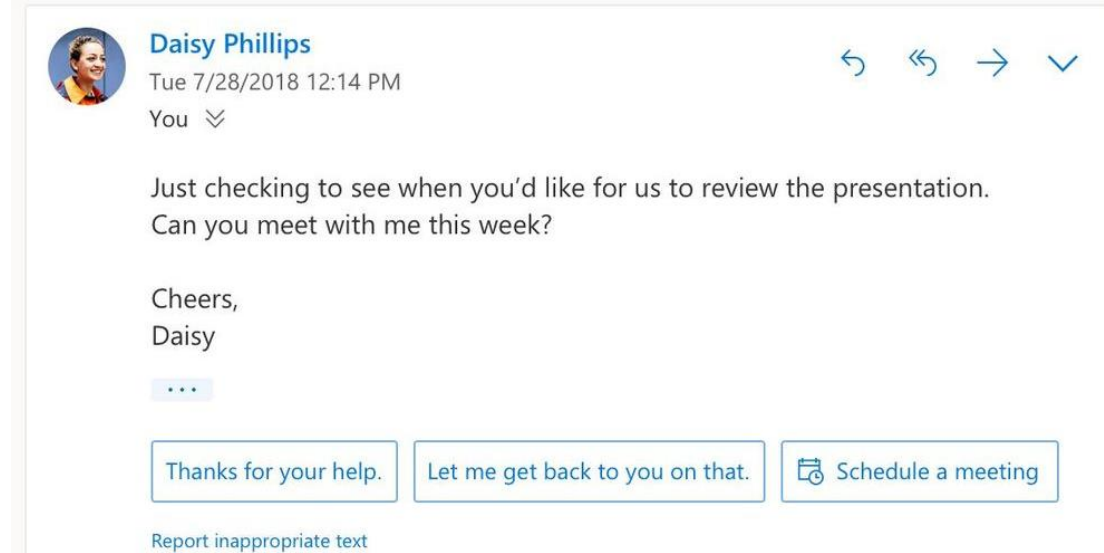 Daisy Phillips
Tue 7/28/2018 12:14 PM
You
Just checking to see when you’d like for us to review the presentation.
Can you meet with me this week?
Cheers,
Daisy
...
Thanks for your help.
Let me get back to you on that.
Schedule a meeting
Report inappropriate text